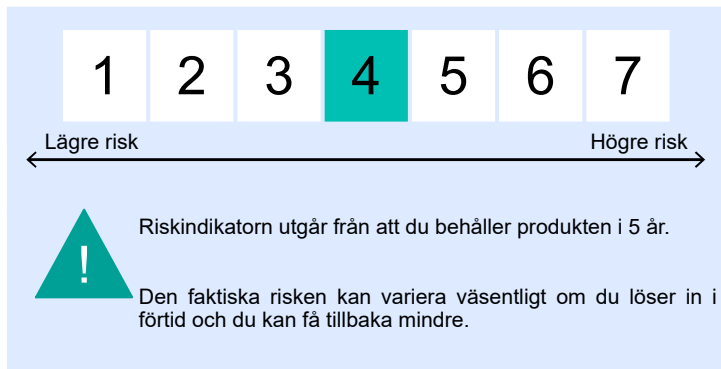 1 2 3 4 5 6 7
Lägre risk Högre risk
!
Riskindikatorn utgår från att du behåller produkten i 5 år.
Den faktiska risken kan variera väsentligt om du löser in i
förtid och du kan få tillbaka mindre.